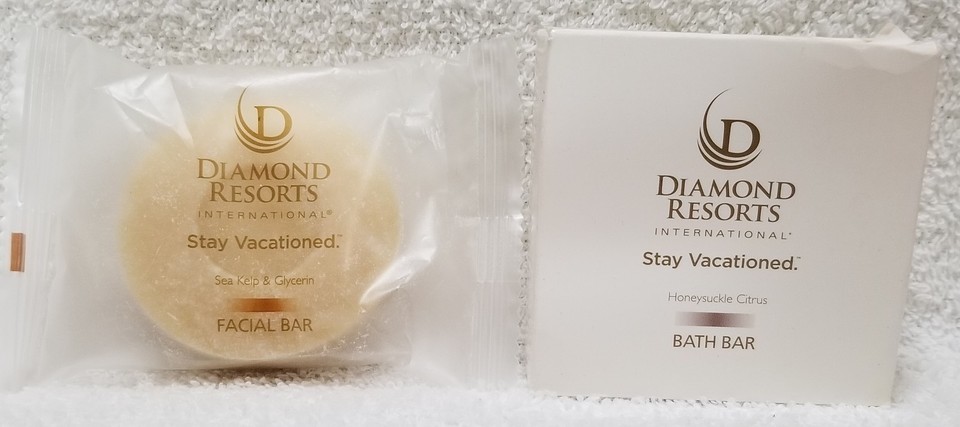 D
DIAMOND
RESORTS
INTERNATIONAL®
Stay Vacationed.™
Sea Kelp & Glycerin
FACIAL BAR
D
DIAMOND
RESORTS
INTERNATIONAL®
Stay Vacationed.™
Honeysuckle Citrus
BATH BAR